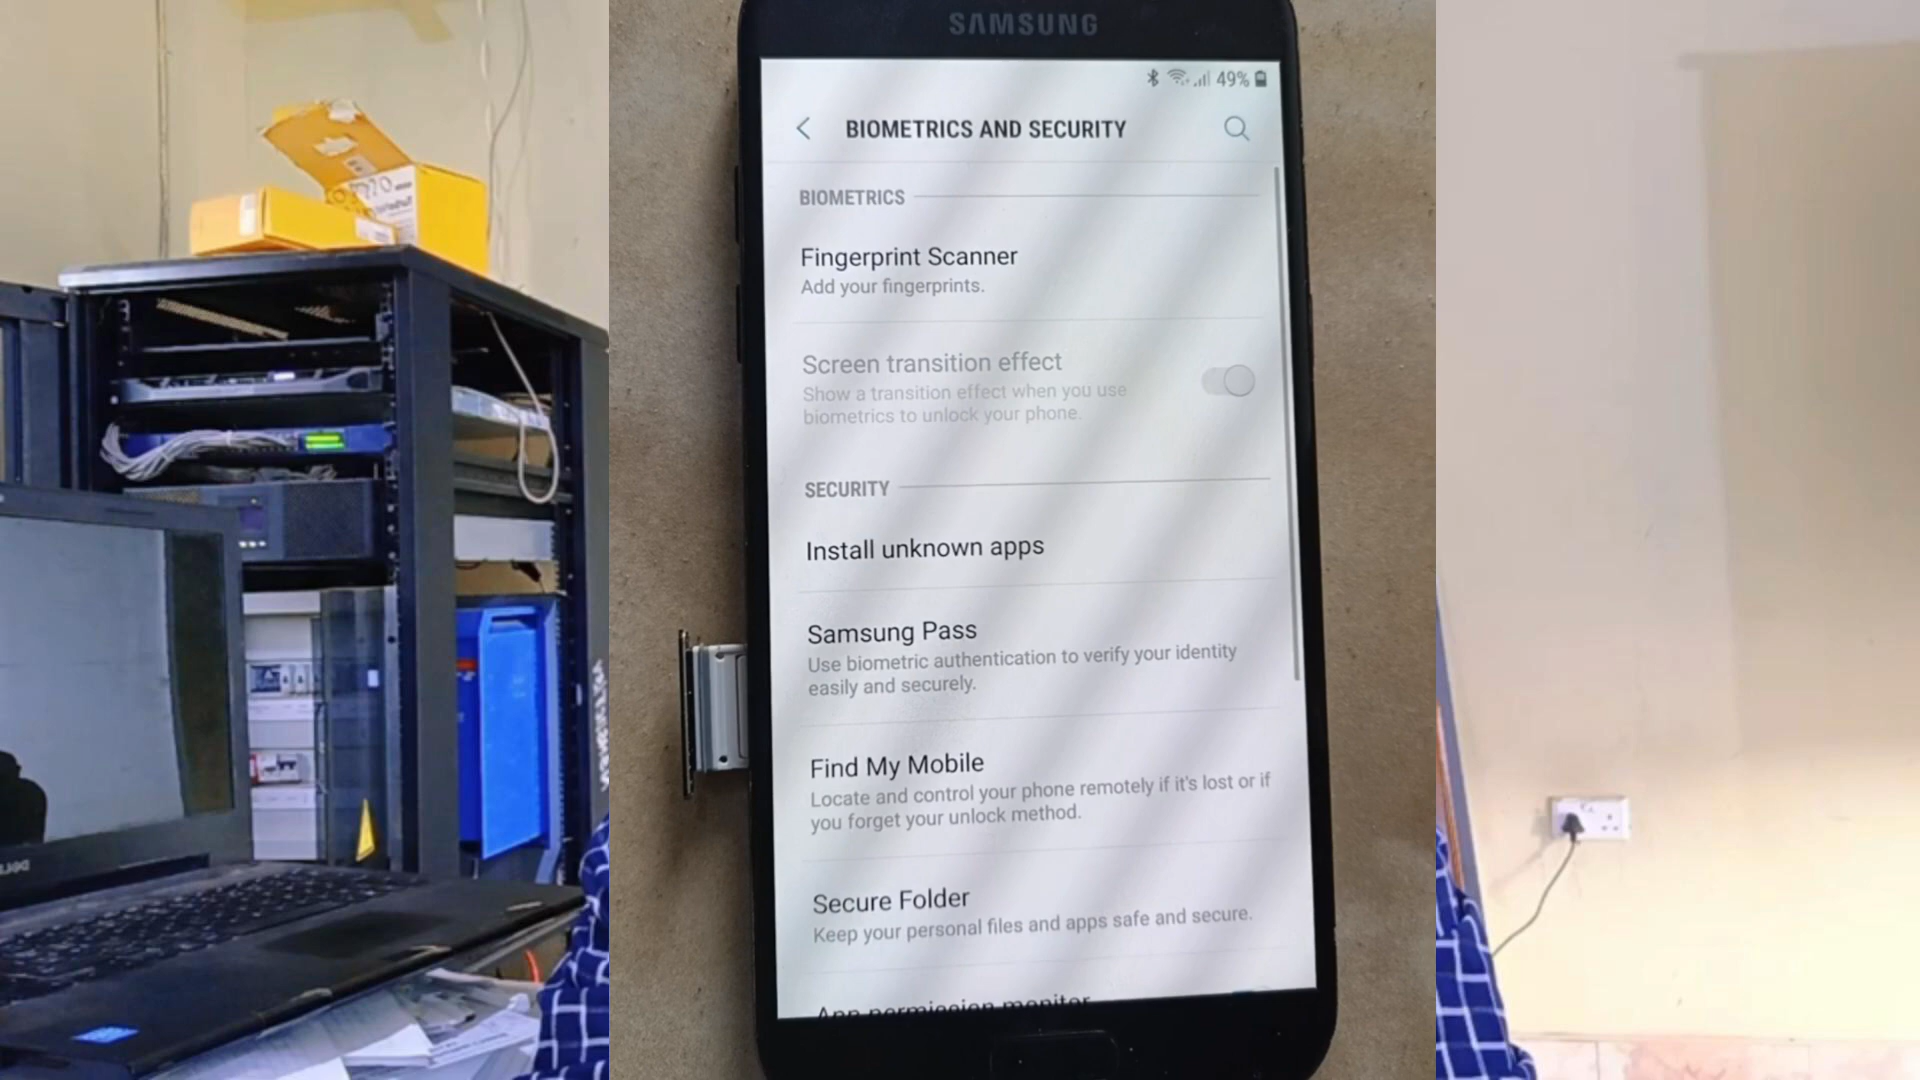 SAMSUNG
49%
BIOMETRICS AND SECURITY
BIOMETRICS
Fingerprint Scanner
Add your fingerprints.
Screen transition effect
Show a transition effect when you use
biometrics to unlock your phone.
SECURITY
Install unknown apps
Samsung Pass
Use biometric authentication to verify your identity
easily and securely.
Find My Mobile
Locate and control your phone remotely if it's lost or if
you forget your unlock method.
Secure Folder
Keep your personal files and apps safe and secure.
App permission monitor